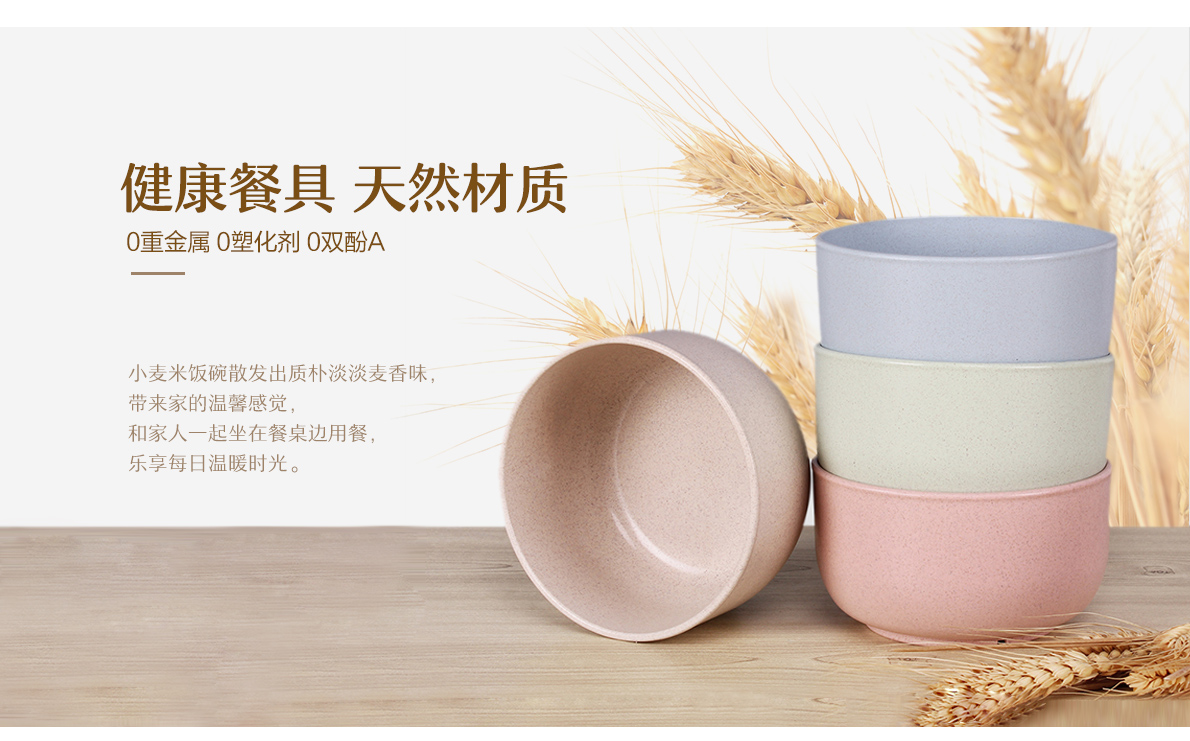 健康餐具 天然材质
0重金属 0塑化剂 0双酚A
小麦米饭碗散发出质朴淡淡麦香味，
带来家的温馨感觉，
和家人一起坐在餐桌边用餐，
乐享每日温暖时光。